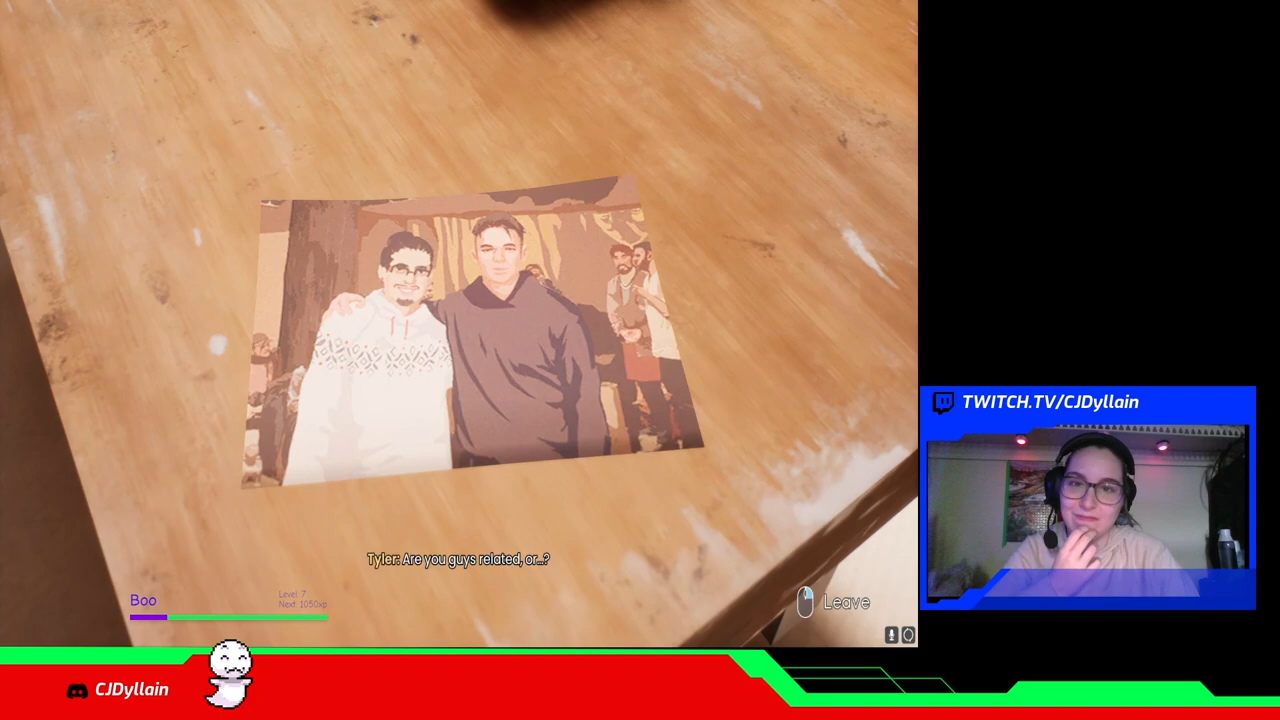 TWITCH.TV/CJDyllain
Tyler: Are you guys related, or...?
Boo
Level: 7
Next: 1050xp
Leave
CJDyllain